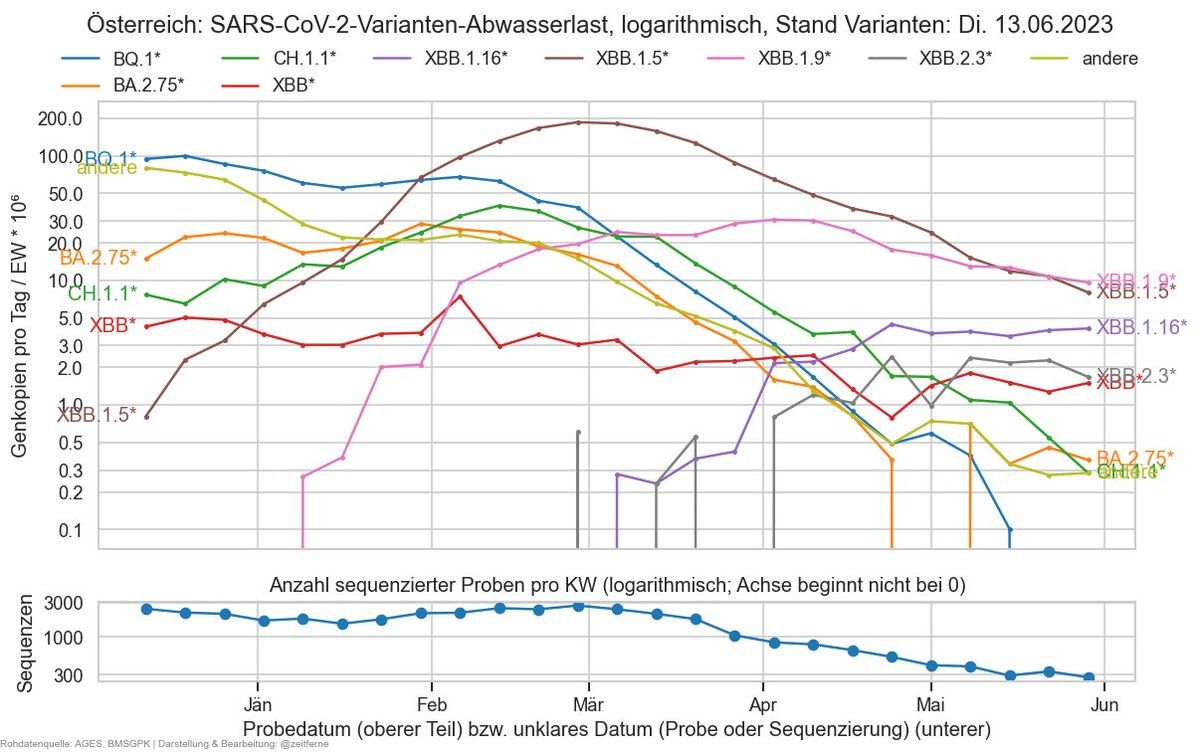 Österreich: SARS-CoV-2-Varianten-Abwasserlast, logarithmisch, Stand Varianten: Di. 13.06.2023
BQ.1* CH.1.1* XBB.1.16* XBB.1.5* XBB.1.9* XBB.2.3* andere
BA.2.75* XBB*
Genkopien pro Tag / EW * 10⁶
200.0
100.0
50.0
30.0
20.0
10.0
5.0
3.0
2.0
1.0
0.5
0.3
0.2
0.1
BQ.1*
andere
BA.2.75*
CH.1.1*
XBB*
XBB.1.5*
XBB.1.9*
XBB.1.5*
XBB.1.16*
XBB.2.3*
XBB*
BA.2.75*
CH.1.1*
andere
Anzahl sequenzierter Proben pro KW (logarithmisch; Achse beginnt nicht bei 0)
Sequenzen
3000
1000
300
Jän Feb Mär Apr Mai Jun
Probedatum (oberer Teil) bzw. unklares Datum (Probe oder Sequenzierung) (unterer)
Rohdatenquelle: AGES, BMSGPK | Darstellung & Bearbeitung: @zeitferne